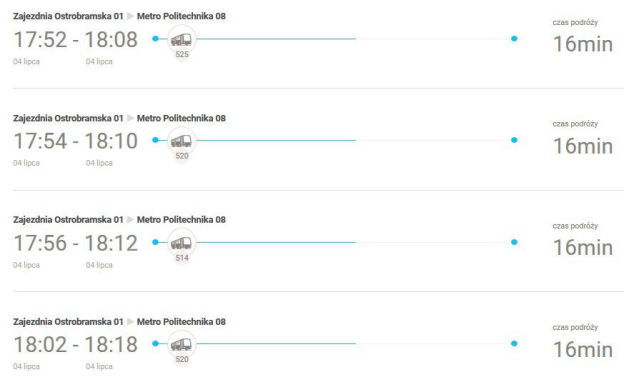 Zajezdnia Ostrobramska 01 Metro Politechnika 08
czas podróży
17:52 - 18:08
16min
525
04 lipca 04 lipca
Zajezdnia Ostrobramska 01 Metro Politechnika 08
czas podróży
17:54 - 18:10
16min
520
04 lipca 04 lipca
Zajezdnia Ostrobramska 01 Metro Politechnika 08
czas podróży
17:56 - 18:12
16min
514
04 lipca 04 lipca
Zajezdnia Ostrobramska 01 Metro Politechnika 08
czas podróży
18:02 - 18:18
16min
520
04 lipca 04 lipca